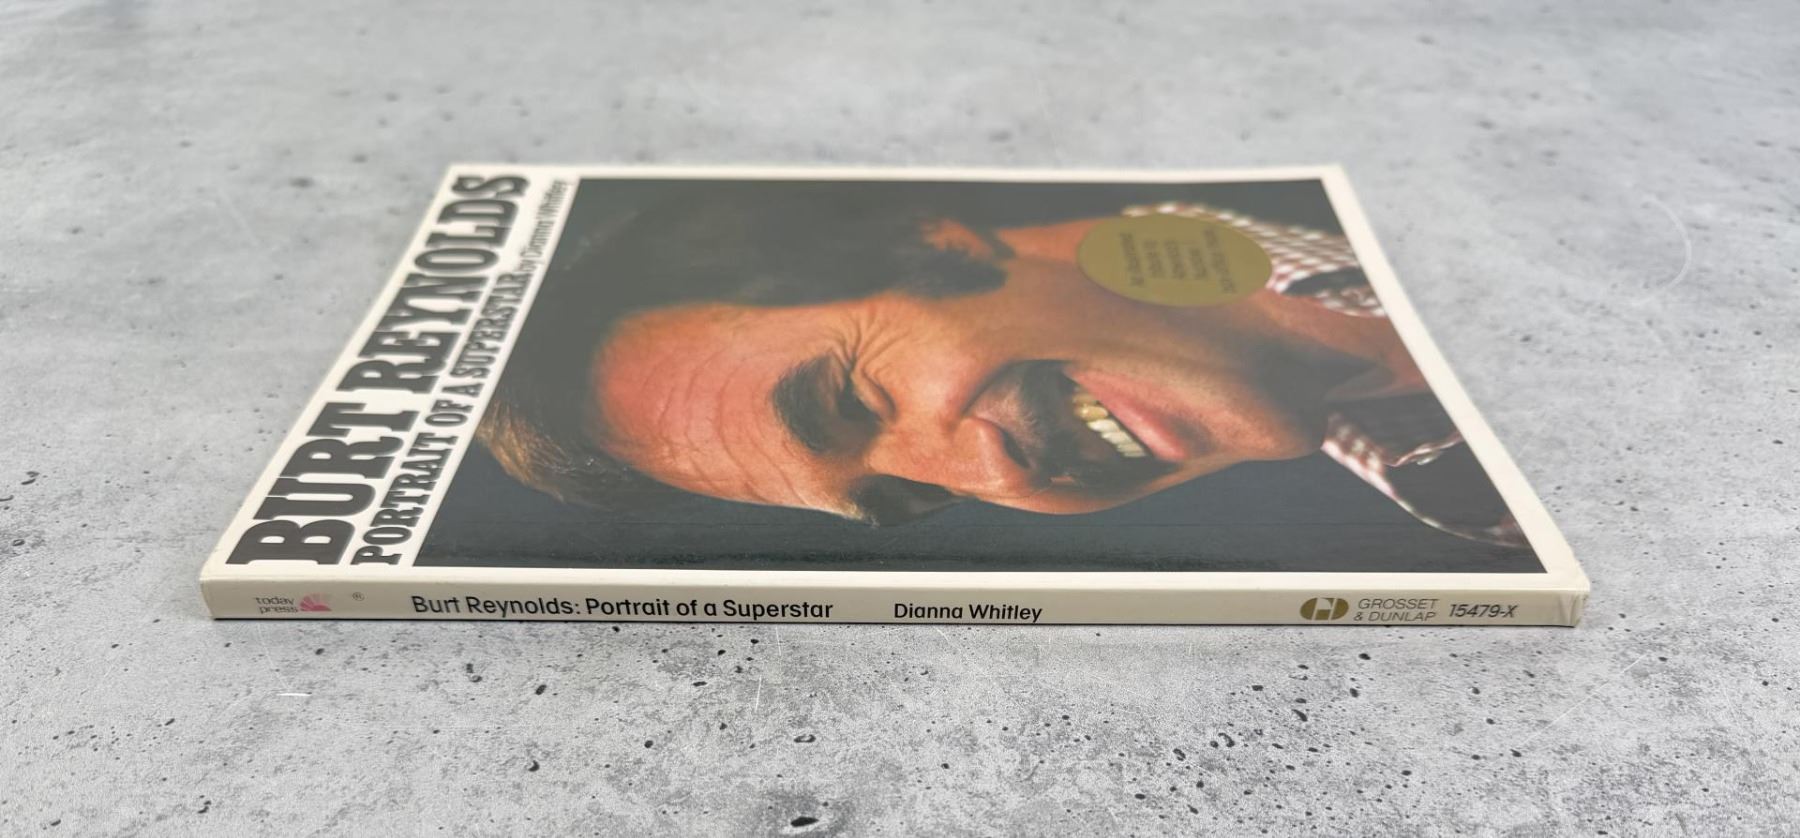 BURT REYNOLDS
PORTRAIT OF A SUPERSTAR by Dianna Whitley
today
press
®
Burt Reynolds: Portrait of a Superstar
Dianna Whitley
GROSSET
& DUNLAP
15479-X